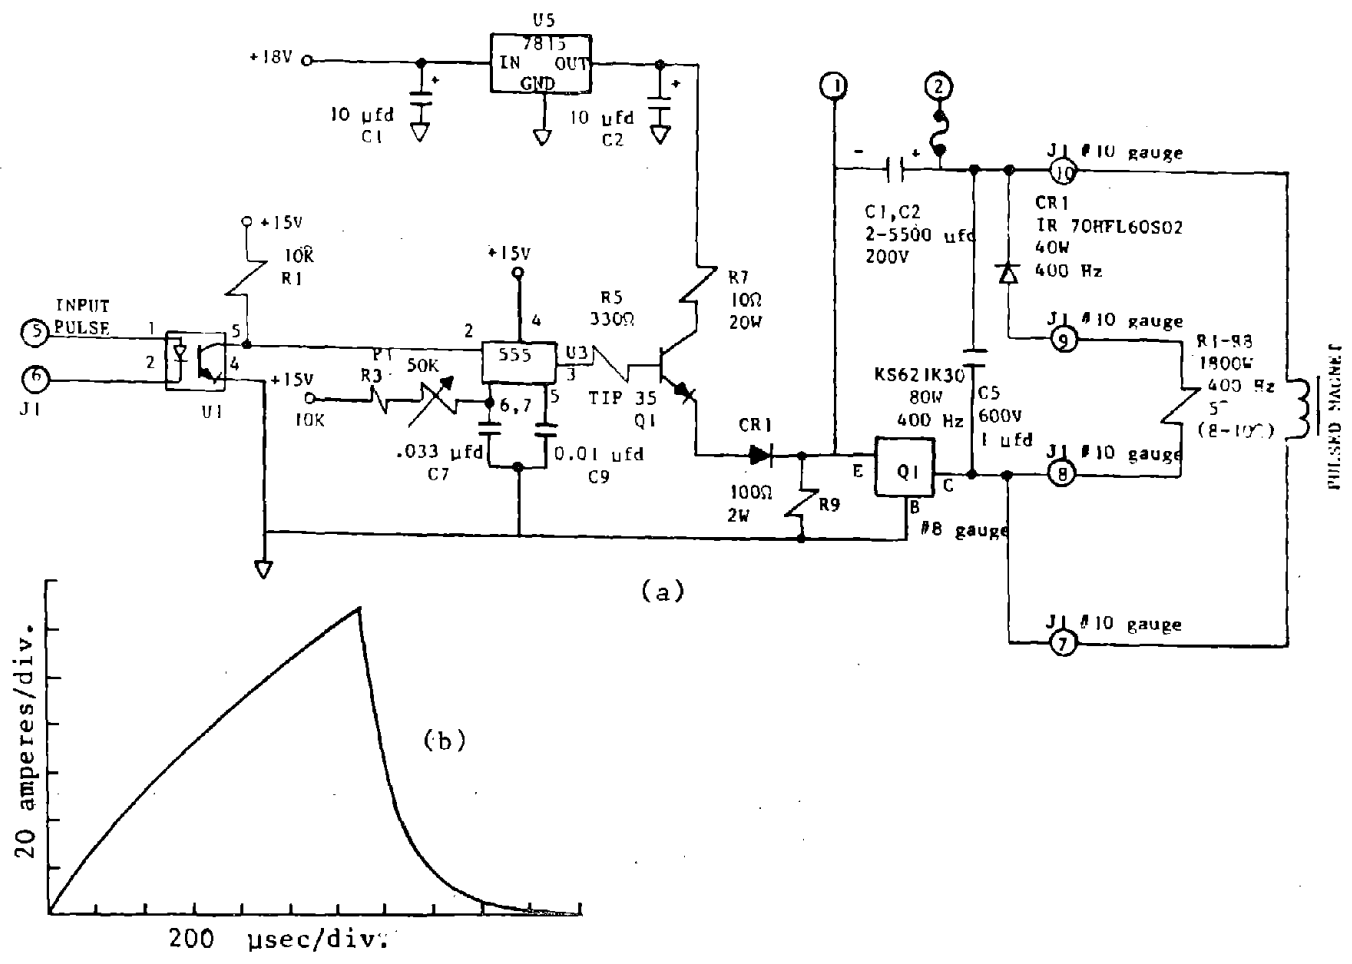 U5
7815
+18V
IN OUT
GND
10 µfd
C1
10 µfd
C2
1
2
- +
J1 #10 gauge
10
C1,C2
2-5500 ufd
200V
CR1
IR 70HFL60S02
40W
400 Hz
+15V
10K
R1
+15V
R7
10Ω
20W
INPUT
PULSE
5
6
J1
1
2
5
4
U1
2
4
555
U3
3
5
6,7
R5
330Ω
J1 #10 gauge
9
R1-R8
1800W
400 Hz
(8-10Ω)
PULSED MAGNET
P1
50K
+15V
R3
10K
TIP 35
Q1
KS621K30
80W
400 Hz
C5
600V
1 µfd
.033 µfd
C7
0.01 µfd
C9
CR1
J1 #10 gauge
8
E
Q1
C
B
100Ω
2W
R9
#8 gauge
(a)
J1 #10 gauge
7
20 amperes/div.
(b)
200 µsec/div.